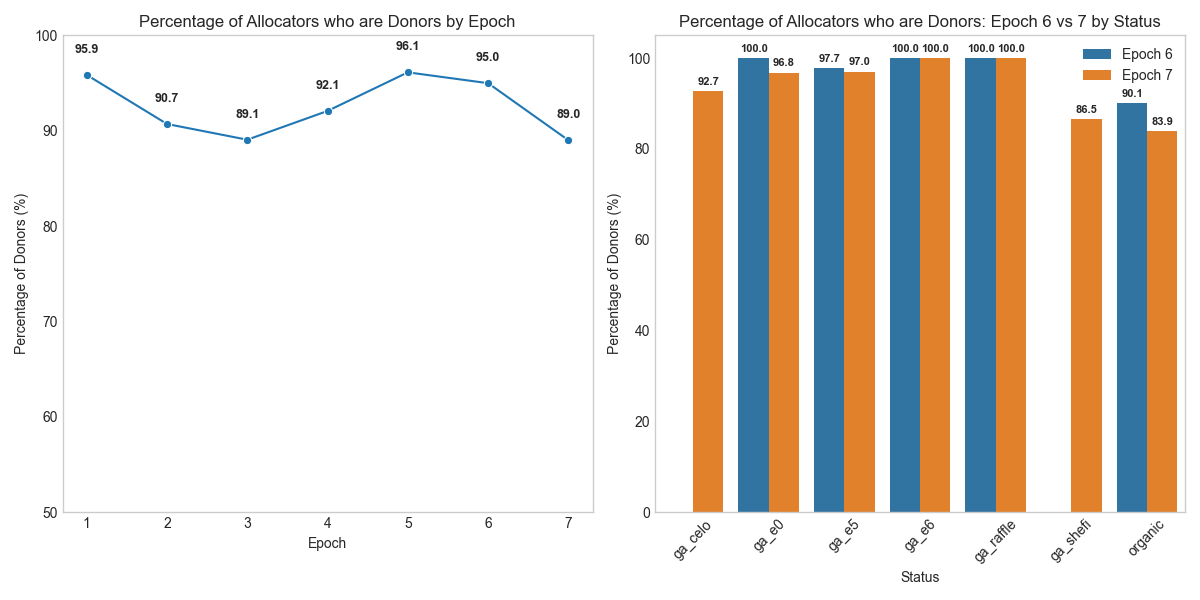 Percentage of Allocators who are Donors by Epoch
100
90
80
70
60
50
Percentage of Donors (%)
95.9
90.7
89.1
92.1
96.1
95.0
89.0
1 2 3 4 5 6 7
Epoch
Percentage of Allocators who are Donors: Epoch 6 vs 7 by Status
Epoch 6
Epoch 7
100
80
60
40
20
0
Percentage of Donors (%)
92.7
100.0
96.8
97.7
97.0
100.0
100.0
100.0
100.0
86.5
90.1
83.9
ga_celo
ga_e0
ga_e5
ga_e6
ga_raffle
ga_shefi
organic
Status